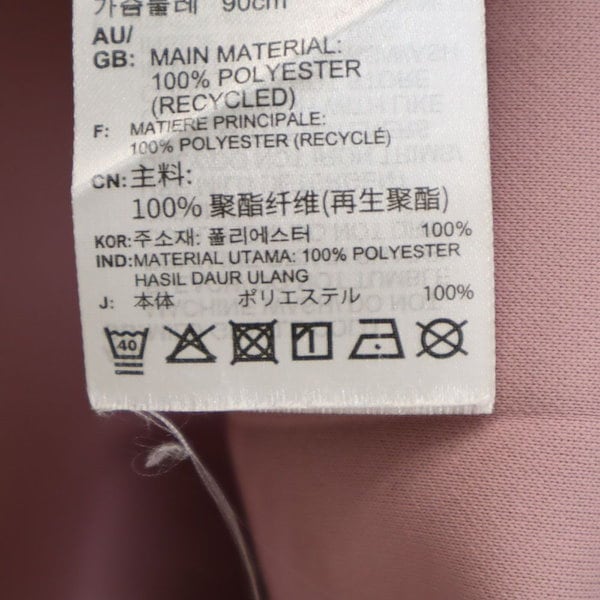 가슴둘레 90cm
AU/
GB: MAIN MATERIAL:
100% POLYESTER
(RECYCLED)
F: MATIERE PRINCIPALE:
100% POLYESTER (RECYCLÉ)
CN: 主料:
100% 聚酯纤维(再生聚酯)
KOR: 주소재: 폴리에스터 100%
IND: MATERIAL UTAMA: 100% POLYESTER
HASIL DAUR ULANG
J: 本体 ポリエステル 100%
40